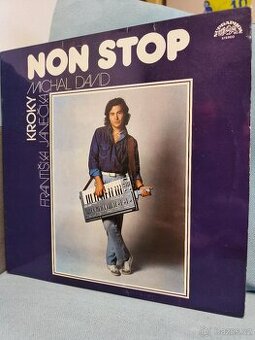 NON STOP
MICHAL DAVID
KROKY
FRANTIŠKA JANEČKA
SUPRAPHON
STEREO